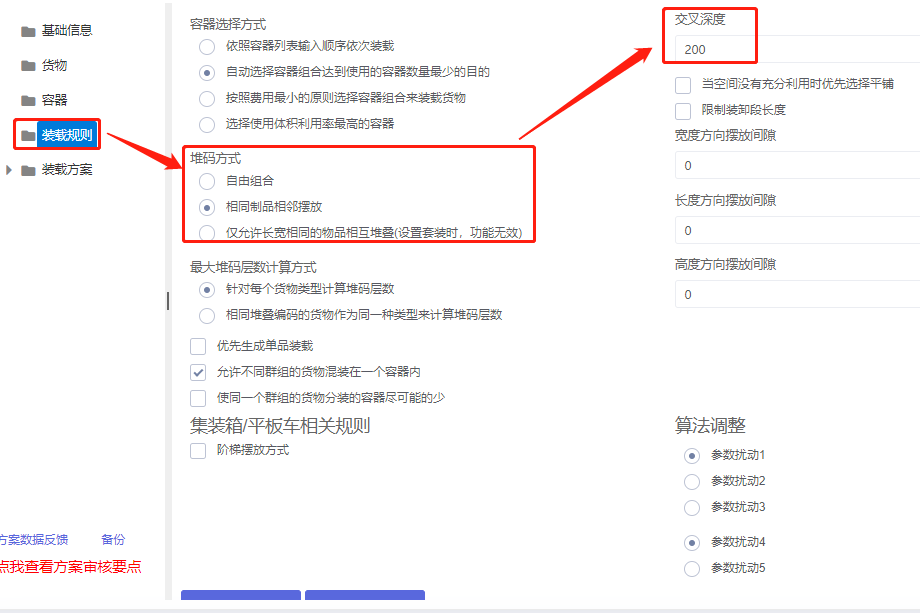 基础信息
货物
容器
装载规则
装载方案
方案数据反馈
备份
点我查看方案审核要点
容器选择方式
依照容器列表输入顺序依次装载
自动选择容器组合达到使用的容器数量最少的目的
按照费用最小的原则选择容器组合来装载货物
选择使用体积利用率最高的容器
堆码方式
自由组合
相同制品相邻摆放
仅允许长宽相同的物品相互堆叠(设置套装时，功能无效)
最大堆码层数计算方式
针对每个货物类型计算堆码层数
相同堆叠编码的货物作为同一种类型来计算堆码层数
优先生成单品装载
允许不同群组的货物混装在一个容器内
使同一个群组的货物分装的容器尽可能的少
集装箱/平板车相关规则
阶梯摆放方式
交叉深度
200
当空间没有充分利用时优先选择平铺
限制装卸段长度
宽度方向摆放间隙
0
长度方向摆放间隙
0
高度方向摆放间隙
0
算法调整
参数扰动1
参数扰动2
参数扰动3
参数扰动4
参数扰动5